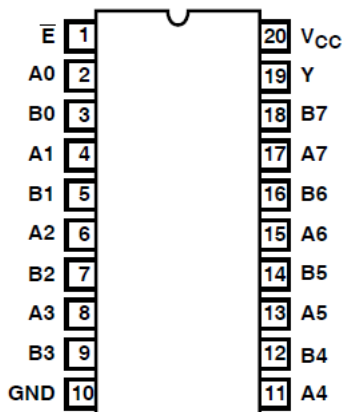 E̅ 1 20 VCC
A0 2 19 Y
B0 3 18 B7
A1 4 17 A7
B1 5 16 B6
A2 6 15 A6
B2 7 14 B5
A3 8 13 A5
B3 9 12 B4
GND 10 11 A4